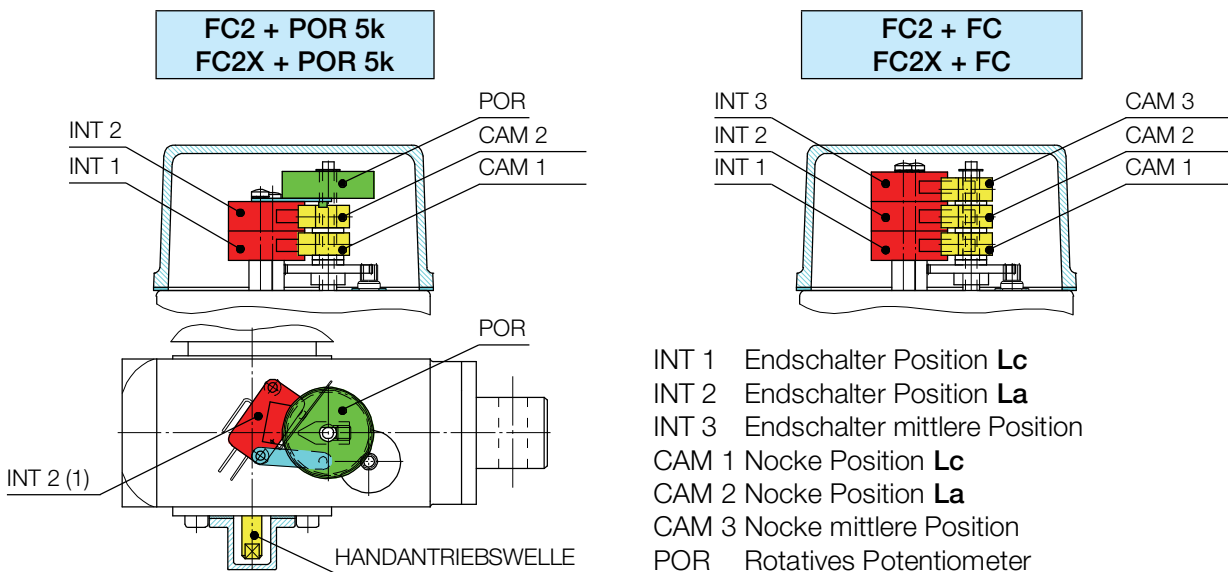 FC2 + POR 5k
FC2X + POR 5k
POR
INT 2
CAM 2
INT 1
CAM 1
POR
INT 2 (1)
HANDANTRIEBSWELLE
FC2 + FC
FC2X + FC
INT 3
CAM 3
INT 2
CAM 2
INT 1
CAM 1
INT 1 Endschalter Position Lc
INT 2 Endschalter Position La
INT 3 Endschalter mittlere Position
CAM 1 Nocke Position Lc
CAM 2 Nocke Position La
CAM 3 Nocke mittlere Position
POR Rotatives Potentiometer